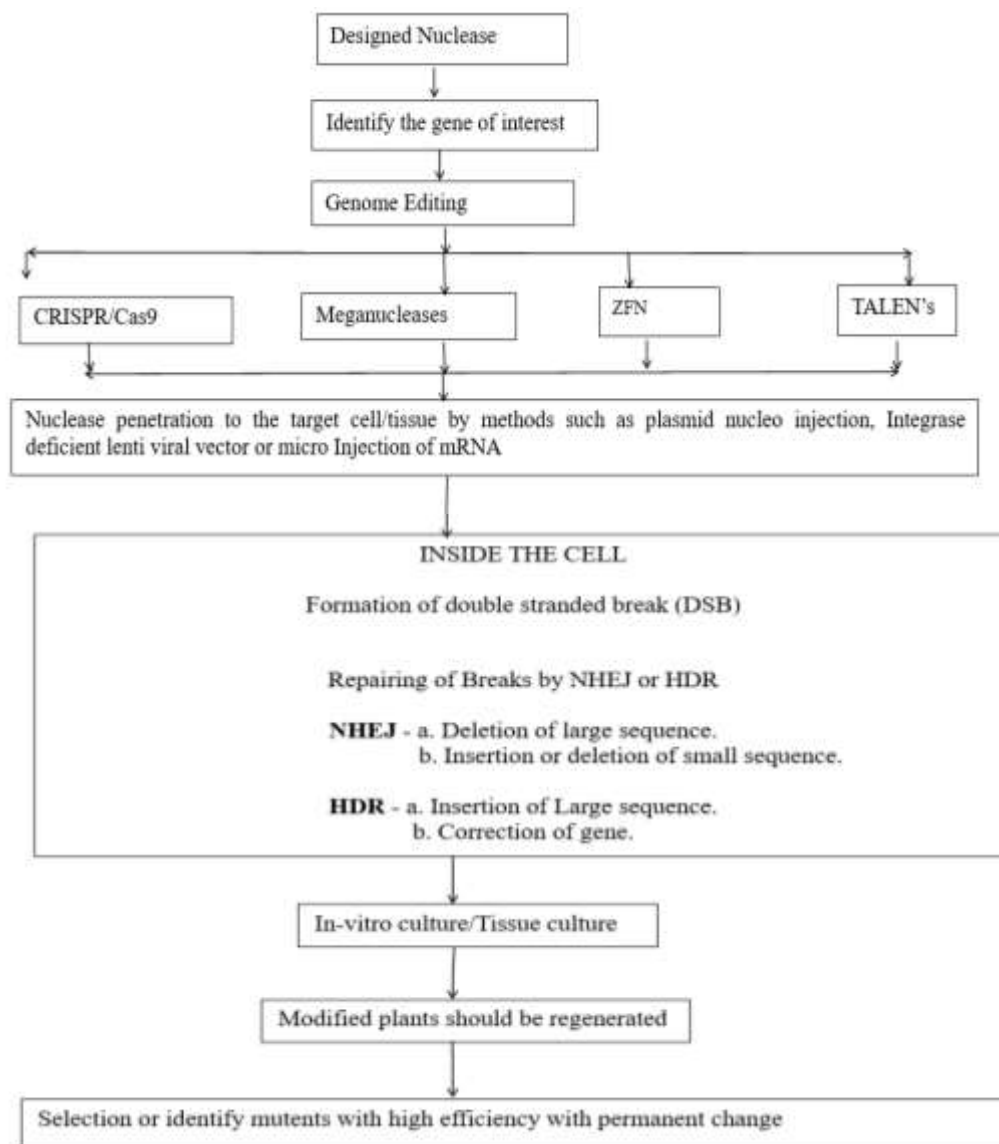 Designed Nuclease
Identify the gene of interest
Genome Editing
CRISPR/Cas9
Meganucleases
ZFN
TALEN's
Nuclease penetration to the target cell/tissue by methods such as plasmid nucleo injection, Integrase
deficient lenti viral vector or micro Injection of mRNA
INSIDE THE CELL
Formation of double stranded break (DSB)
Repairing of Breaks by NHEJ or HDR
NHEJ - a. Deletion of large sequence.
b. Insertion or deletion of small sequence.
HDR - a. Insertion of Large sequence.
b. Correction of gene.
In-vitro culture/Tissue culture
Modified plants should be regenerated
Selection or identify mutents with high efficiency with permanent change